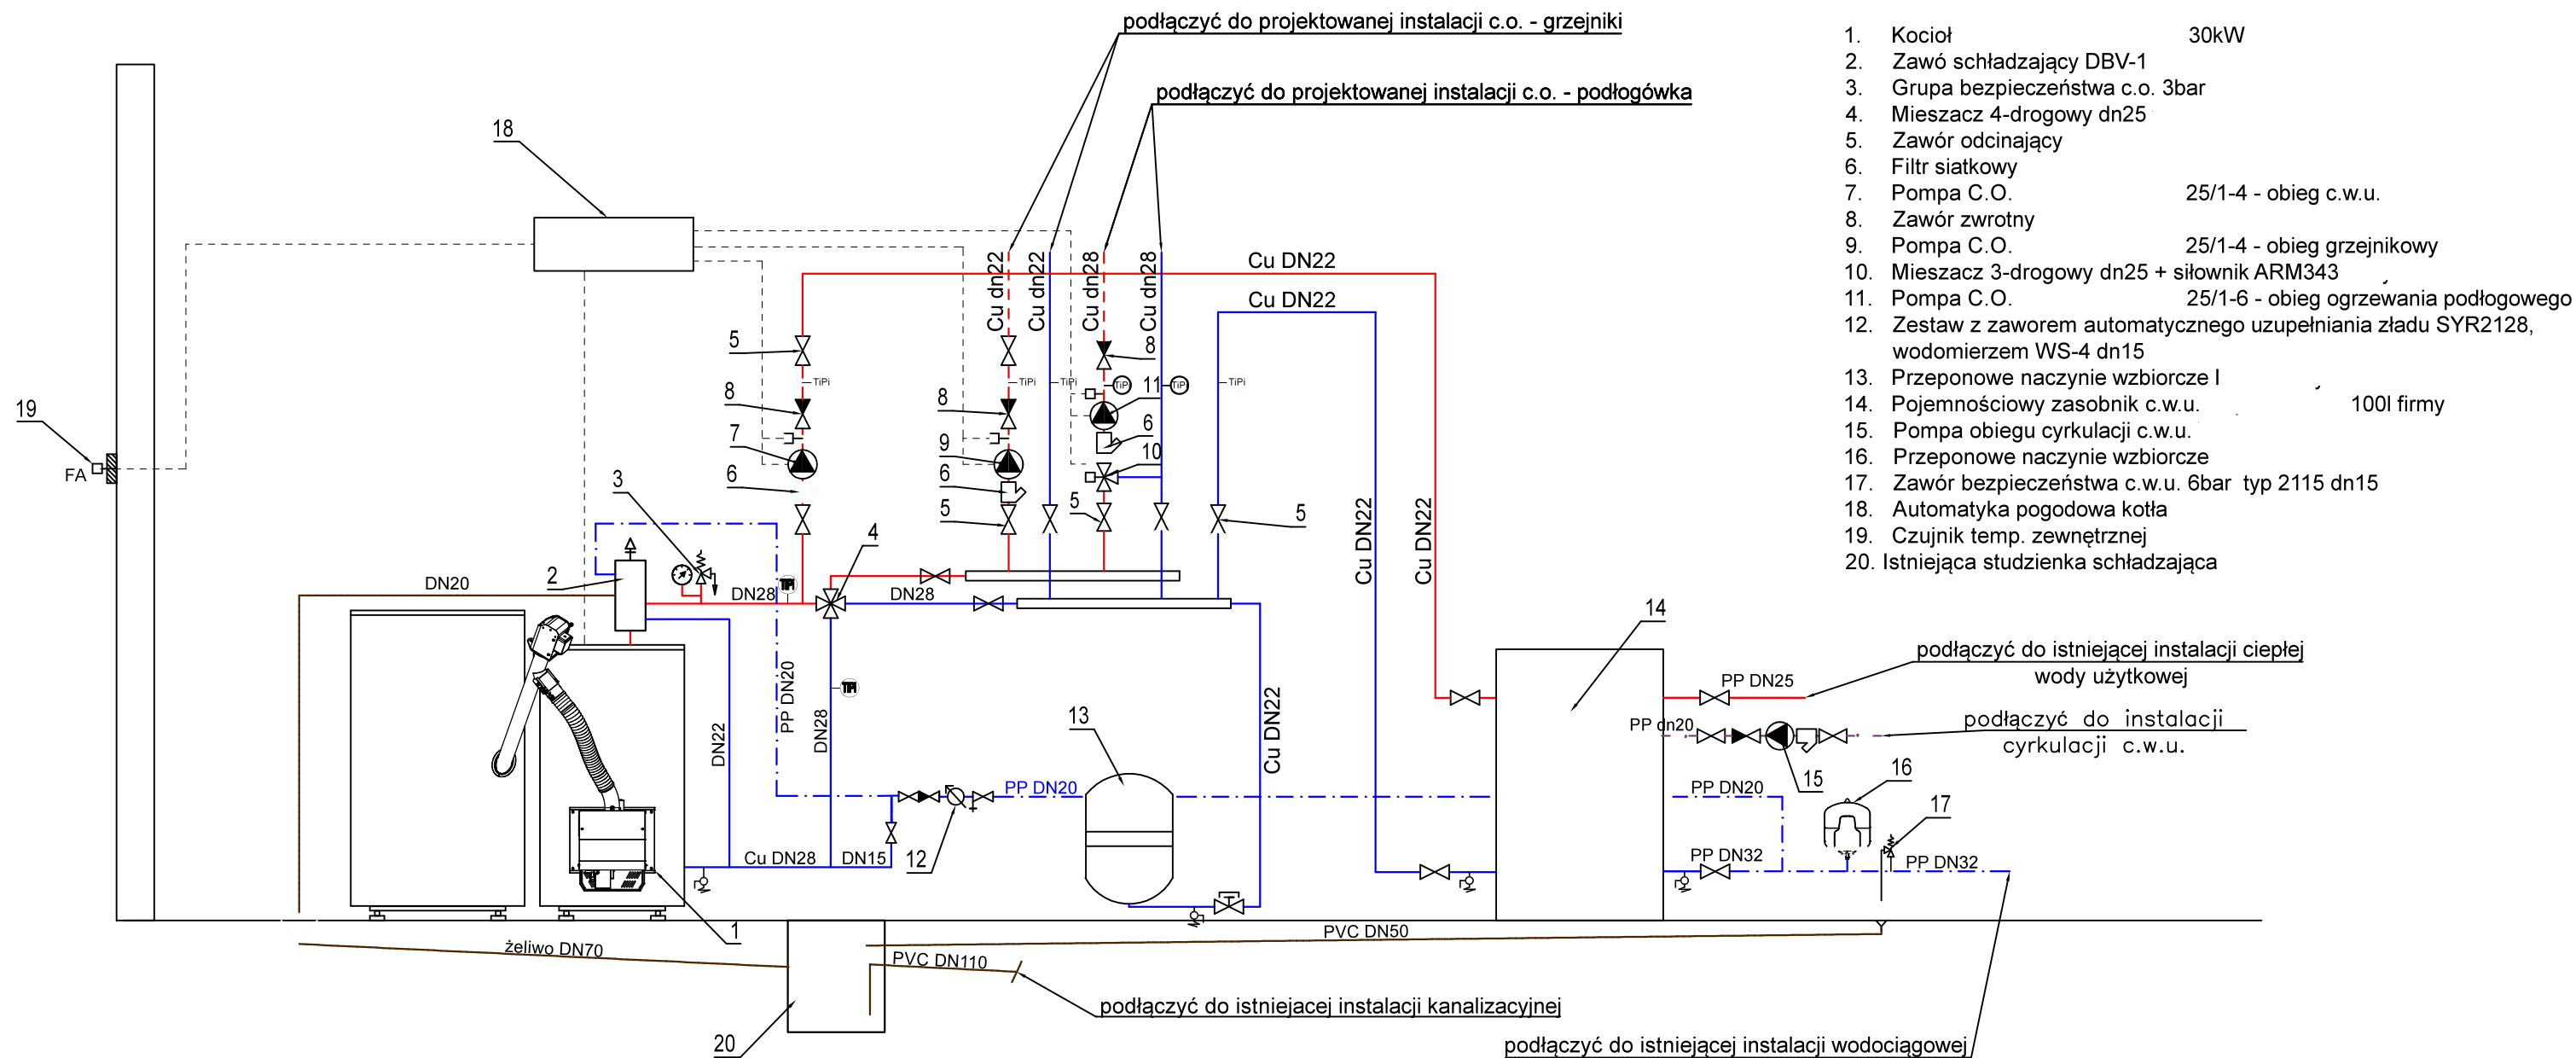 podłączyć do projektowanej instalacji c.o. - grzejniki
podłączyć do projektowanej instalacji c.o. - podłogówka
1. Kocioł 30kW
2. Zawó schładzający DBV-1
3. Grupa bezpieczeństwa c.o. 3bar
4. Mieszacz 4-drogowy dn25
5. Zawór odcinający
6. Filtr siatkowy
7. Pompa C.O. 25/1-4 - obieg c.w.u.
8. Zawór zwrotny
9. Pompa C.O. 25/1-4 - obieg grzejnikowy
10. Mieszacz 3-drogowy dn25 + siłownik ARM343
11. Pompa C.O. 25/1-6 - obieg ogrzewania podłogowego
12. Zestaw z zaworem automatycznego uzupełniania zładu SYR2128,
wodomierzem WS-4 dn15
13. Przeponowe naczynie wzbiorcze l
14. Pojemnościowy zasobnik c.w.u. 100l firmy
15. Pompa obiegu cyrkulacji c.w.u.
16. Przeponowe naczynie wzbiorcze
17. Zawór bezpieczeństwa c.w.u. 6bar typ 2115 dn15
18. Automatyka pogodowa kotła
19. Czujnik temp. zewnętrznej
20. Istniejąca studzienka schładzająca
18
Cu dn22
Cu dn22
Cu dn28
Cu dn28
Cu DN22
Cu DN22
5
8
TiPi
TiPi
TiPi
TiP
11
TiP
TiPi
8
8
19
7
9
6
10
FA
3
6
6
5
5
5
4
Cu DN22
Cu DN22
2
DN20
DN28
TiPi
DN28
14
podłączyć do istniejącej instalacji ciepłej
wody użytkowej
PP DN25
TiPi
PP DN20
DN22
DN28
13
Cu DN22
PP dn20
podłączyć do instalacji
cyrkulacji c.w.u.
15
16
PP DN20
PP DN20
17
Cu DN28
DN15
12
PP DN32
PP DN32
1
żeliwo DN70
PVC DN50
PVC DN110
podłączyć do istniejacej instalacji kanalizacyjnej
20
podłączyć do istniejącej instalacji wodociągowej